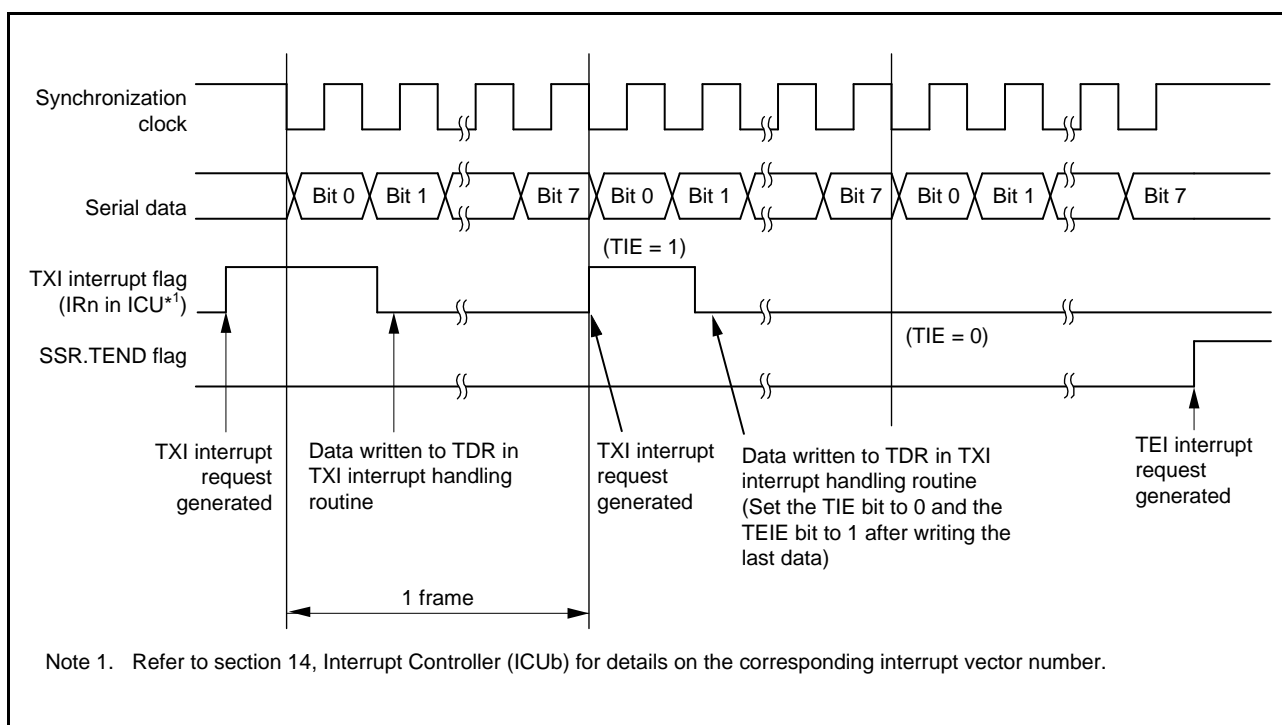 Synchronization
clock
Serial data
Bit 0 Bit 1 Bit 7 Bit 0 Bit 1 Bit 7 Bit 0 Bit 1 Bit 7
(TIE = 1)
TXI interrupt flag
(IRn in ICU*1)
(TIE = 0)
SSR.TEND flag
TXI interrupt
request
generated
Data written to TDR in
TXI interrupt handling
routine
TXI interrupt
request
generated
Data written to TDR in TXI
interrupt handling routine
(Set the TIE bit to 0 and the
TEIE bit to 1 after writing the
last data)
TEI interrupt
request
generated
1 frame
Note 1. Refer to section 14, Interrupt Controller (ICUb) for details on the corresponding interrupt vector number.